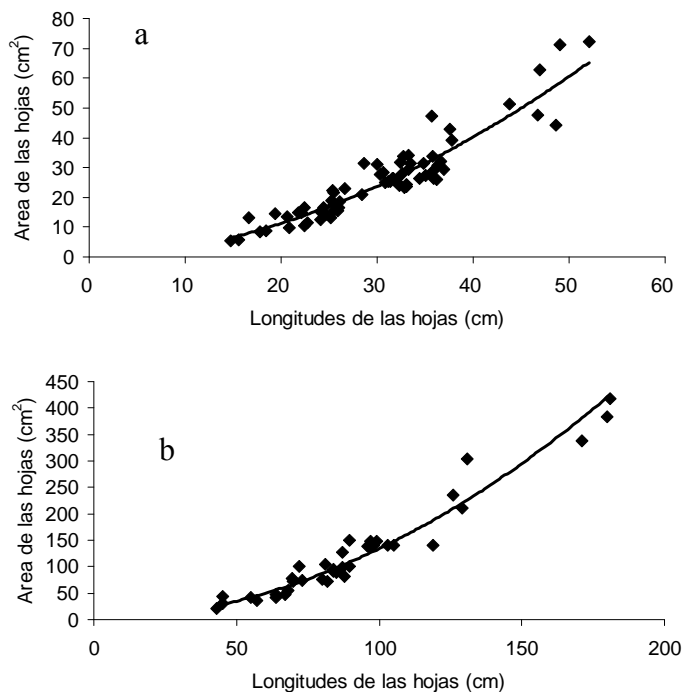 a
80
70
60
50
40
30
20
10
0
Area de las hojas (cm²)
0 10 20 30 40 50 60
Longitudes de las hojas (cm)
b
450
400
350
300
250
200
150
100
50
0
Area de las hojas (cm²)
0 50 100 150 200
Longitudes de las hojas (cm)